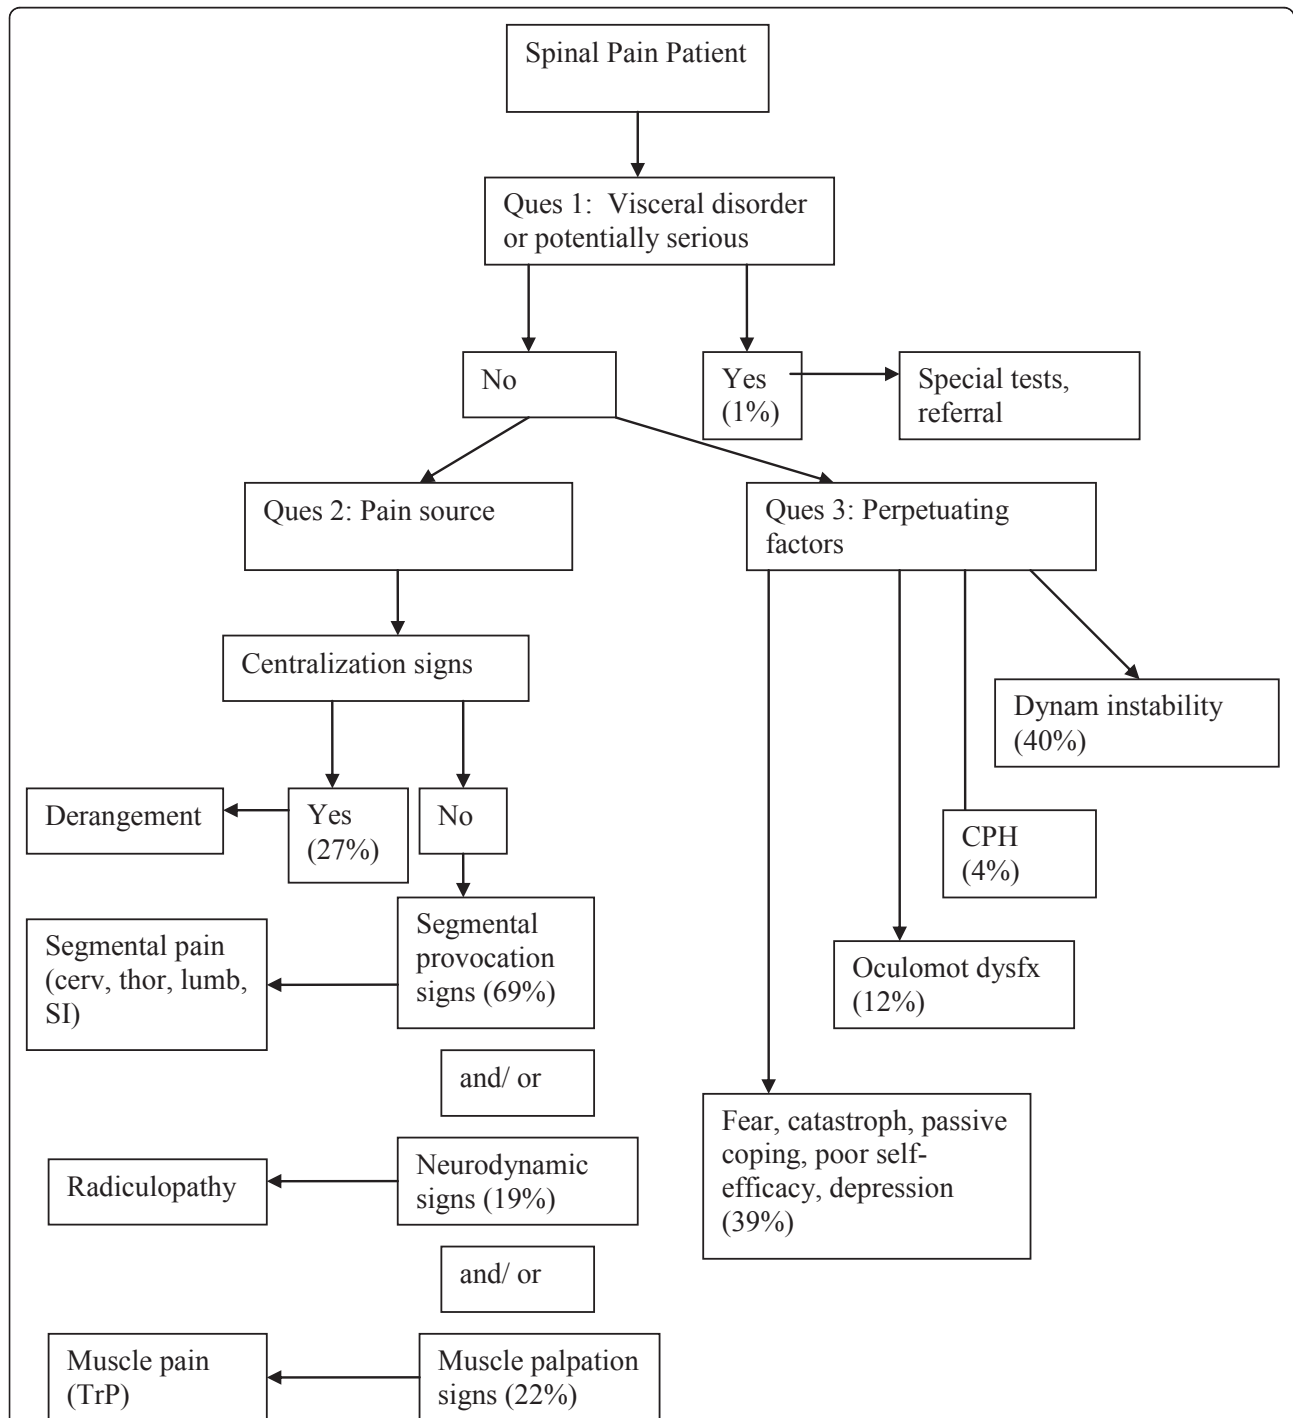 Spinal Pain Patient
Ques 1:  Visceral disorder
or potentially serious
No
Yes
(1%)
Special tests,
referral
Ques 2: Pain source
Ques 3: Perpetuating
factors
Centralization signs
Dynam instability
(40%)
Derangement
Yes
(27%)
No
CPH
(4%)
Segmental pain
(cerv, thor, lumb,
SI)
Segmental
provocation
signs (69%)
Oculomot dysfx
(12%)
and/ or
Fear, catastroph, passive
coping, poor self-
efficacy, depression
(39%)
Radiculopathy
Neurodynamic
signs (19%)
and/ or
Muscle pain
(TrP)
Muscle palpation
signs (22%)